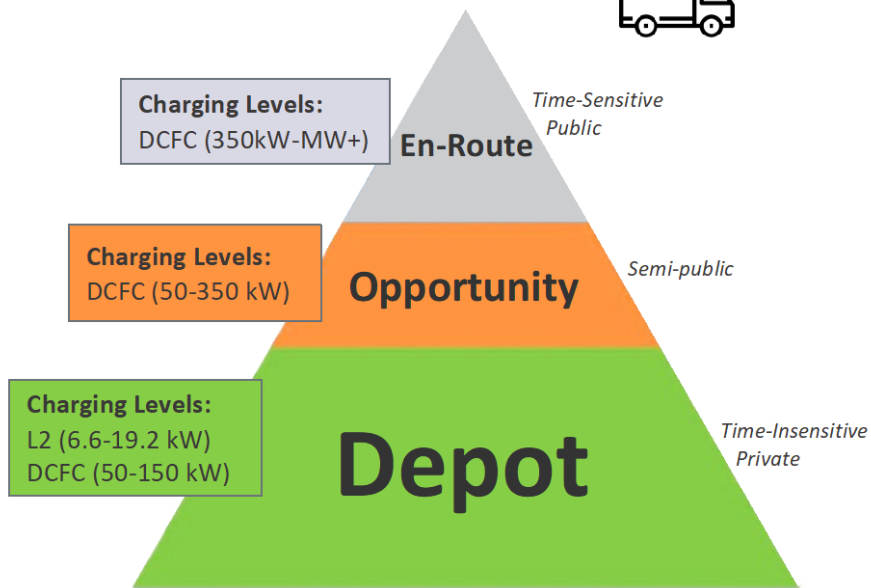 Charging Levels:
DCFC (350kW-MW+)
En-Route
Time-Sensitive
Public
Charging Levels:
DCFC (50-350 kW)
Opportunity
Semi-public
Charging Levels:
L2 (6.6-19.2 kW)
DCFC (50-150 kW)
Depot
Time-Insensitive
Private